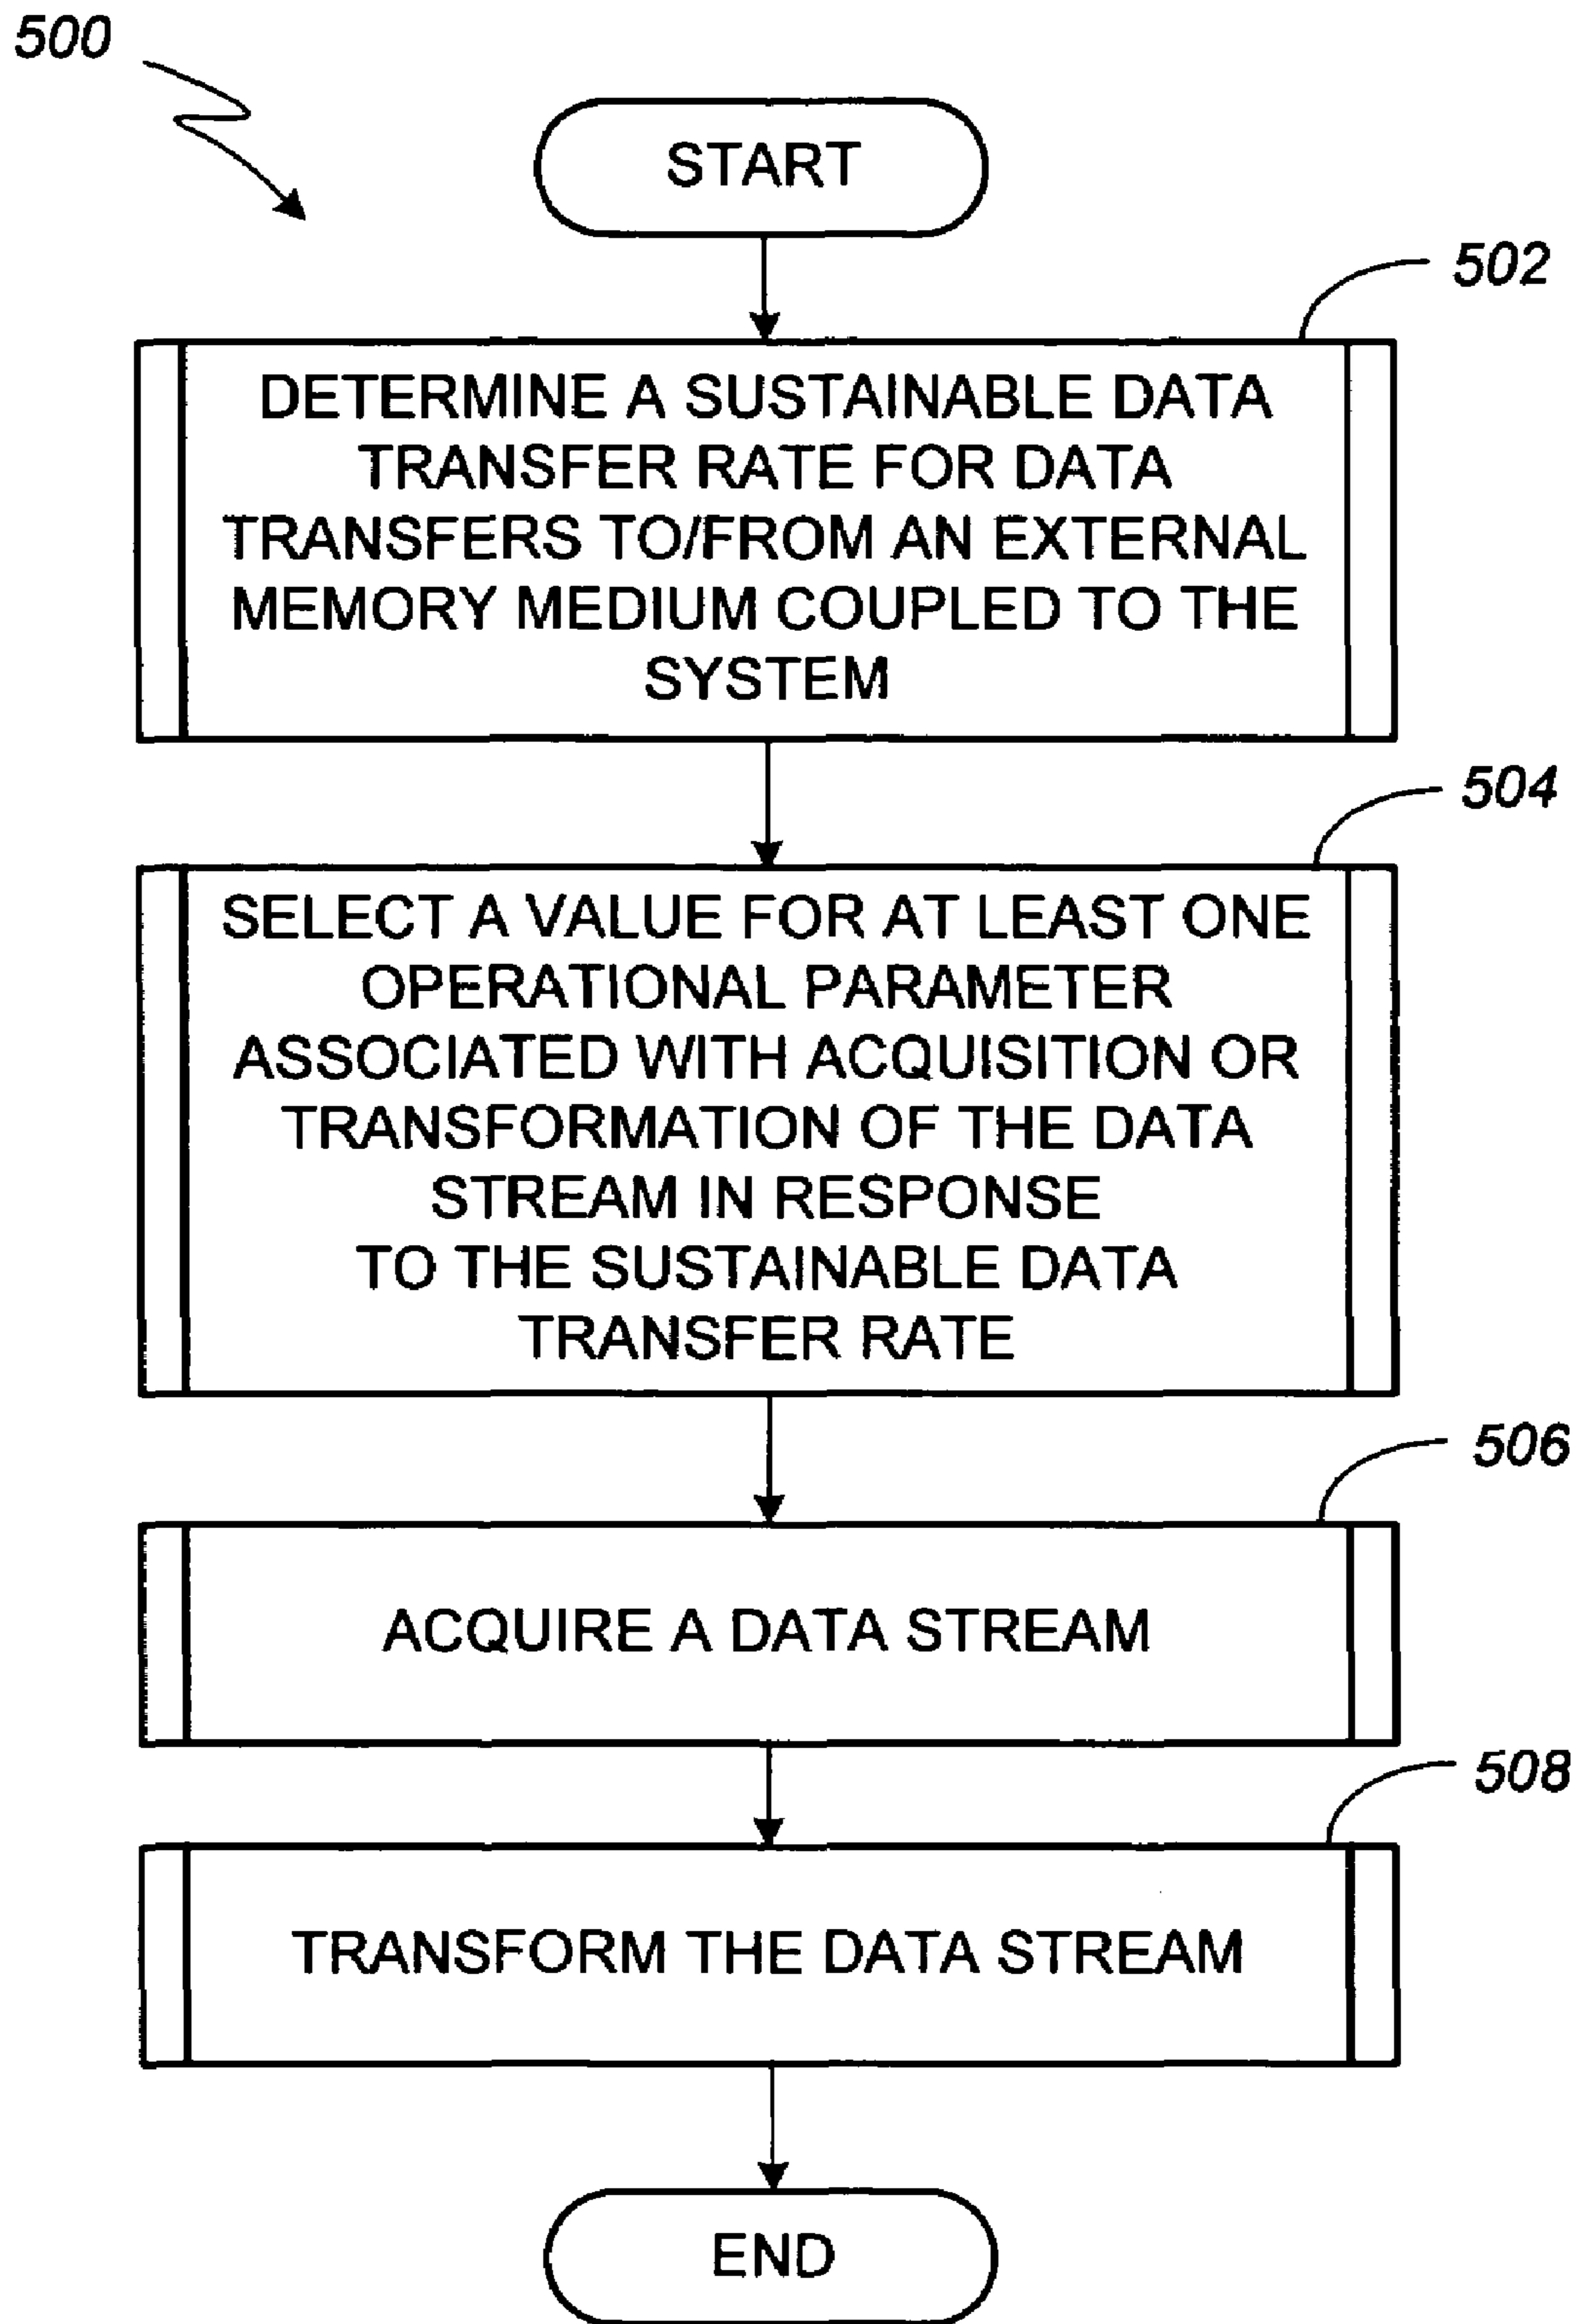 500
START
502
DETERMINE A SUSTAINABLE DATA
TRANSFER RATE FOR DATA
TRANSFERS TO/FROM AN EXTERNAL
MEMORY MEDIUM COUPLED TO THE
SYSTEM
504
SELECT A VALUE FOR AT LEAST ONE
OPERATIONAL PARAMETER
ASSOCIATED WITH ACQUISITION OR
TRANSFORMATION OF THE DATA
STREAM IN RESPONSE
TO THE SUSTAINABLE DATA
TRANSFER RATE
506
ACQUIRE A DATA STREAM
508
TRANSFORM THE DATA STREAM
END